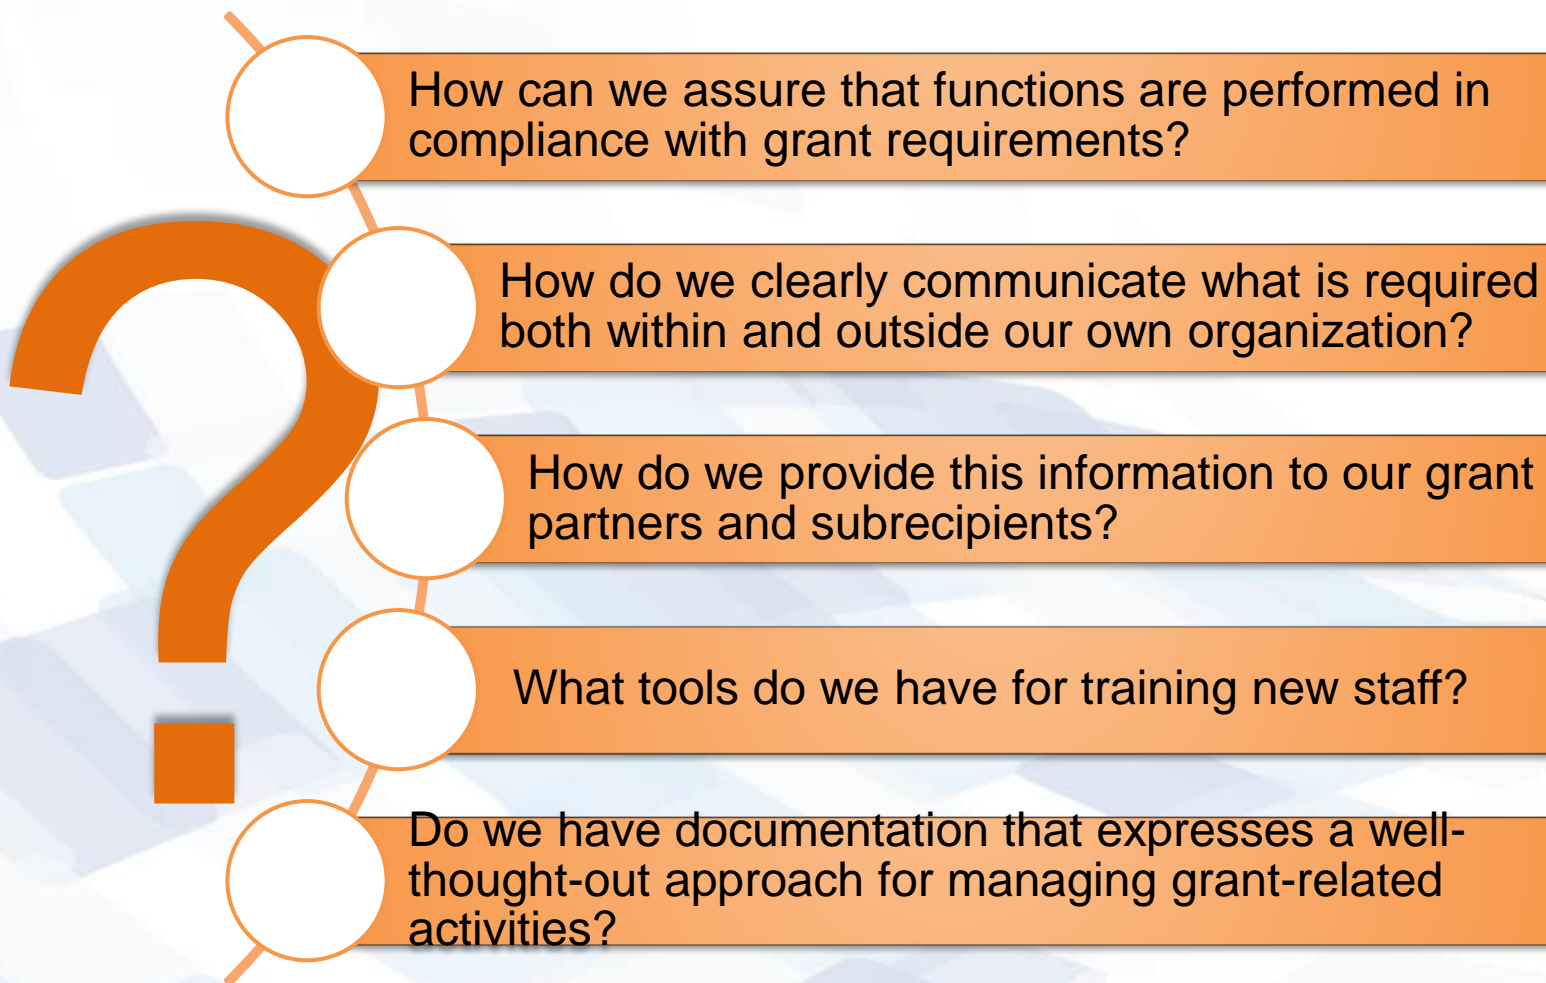 How can we assure that functions are performed in
compliance with grant requirements?
How do we clearly communicate what is required
both within and outside our own organization?
How do we provide this information to our grant
partners and subrecipients?
What tools do we have for training new staff?
Do we have documentation that expresses a well-
thought-out approach for managing grant-related
activities?
?